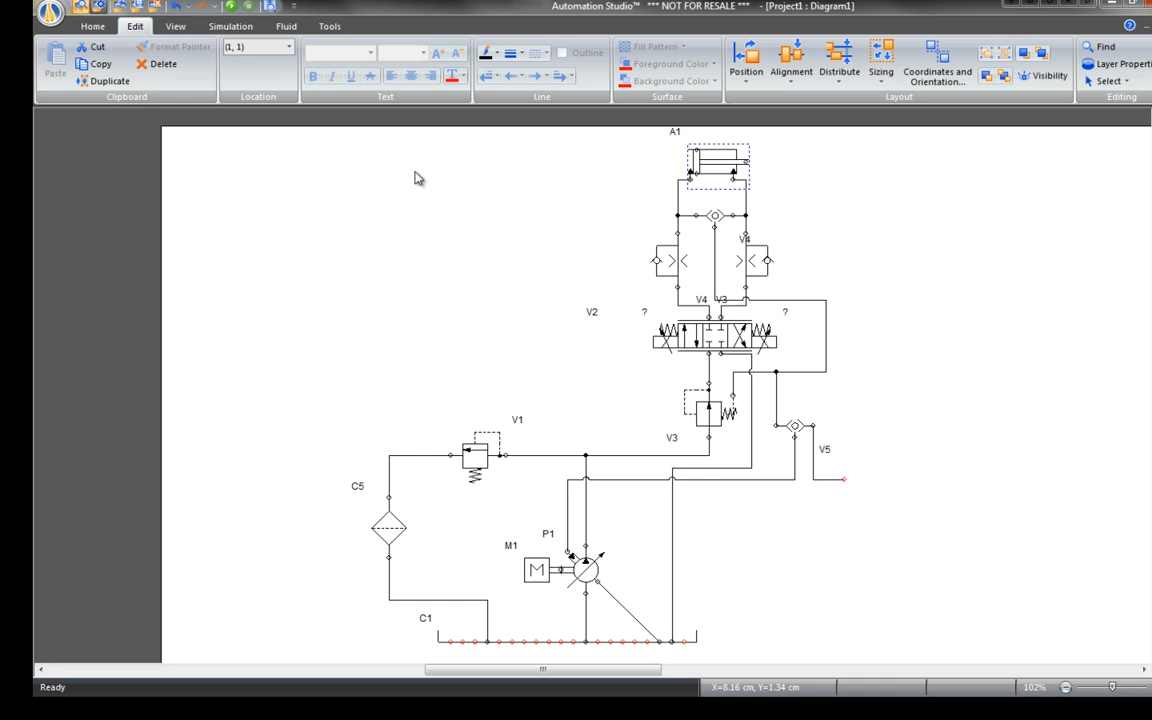 Automation Studio™ *** NOT FOR RESALE *** - [Project1 : Diagram1]
Home Edit View Simulation Fluid Tools
Paste Cut Copy Duplicate Format Painter Delete
(1, 1)
Outline
Fill Pattern
Foreground Color
Background Color
Position Alignment Distribute Sizing Coordinates and Orientation... Visibility
Find
Layer Properti
Select
Clipboard Location Text Line Surface Layout Editing
A1
V4
V4 V3
V2 ? ?
V1
V3
V5
C5
P1
M1
M
C1
Ready X=8.16 cm, Y=1.34 cm 102%